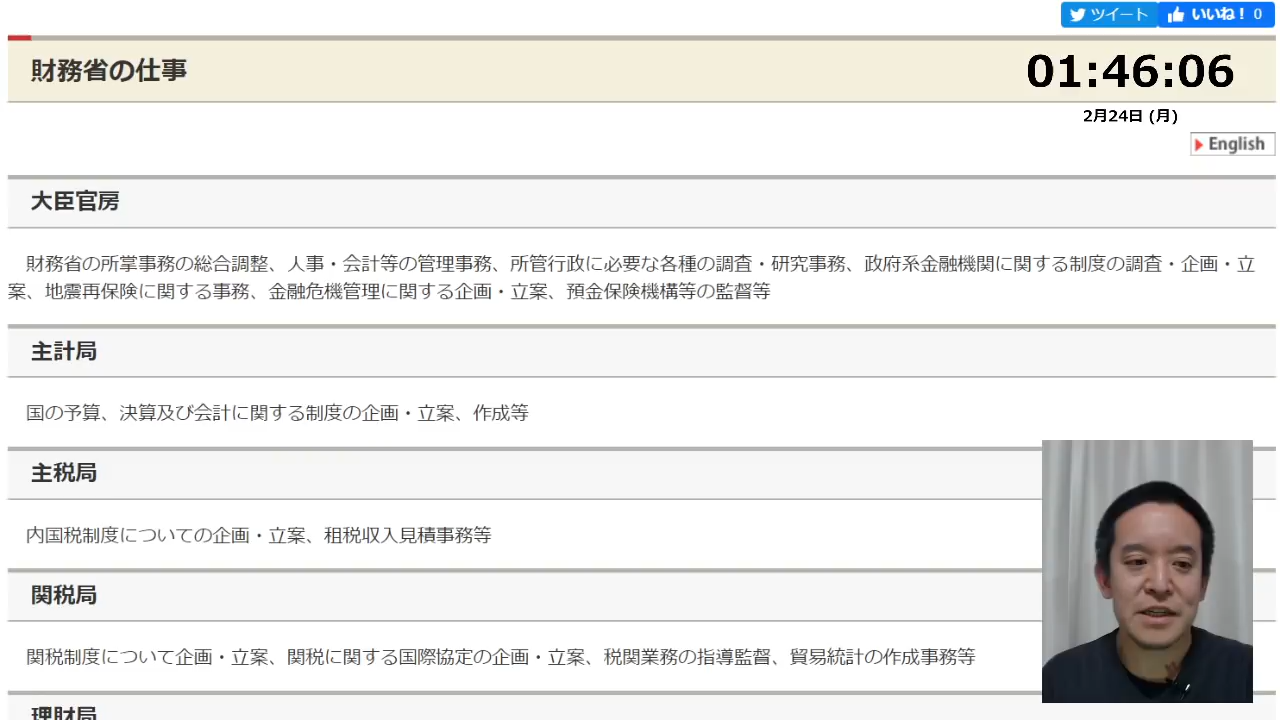 ツイート
いいね！ 0
財務省の仕事
01:46:06
2月24日 (月)
English
大臣官房
財務省の所掌事務の総合調整、人事・会計等の管理事務、所管行政に必要な各種の調査・研究事務、政府系金融機関に関する制度の調査・企画・立
案、地震再保険に関する事務、金融危機管理に関する企画・立案、預金保険機構等の監督等
主計局
国の予算、決算及び会計に関する制度の企画・立案、作成等
主税局
内国税制度についての企画・立案、租税収入見積事務等
関税局
関税制度について企画・立案、関税に関する国際協定の企画・立案、税関業務の指導監督、貿易統計の作成事務等
理財局